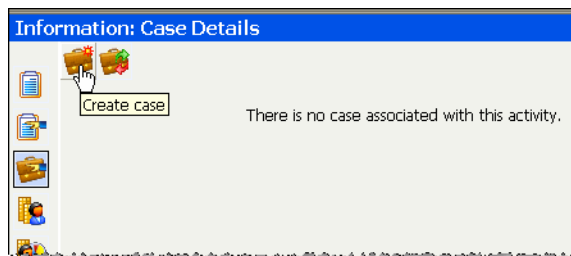 Information: Case Details
Create case
There is no case associated with this activity.